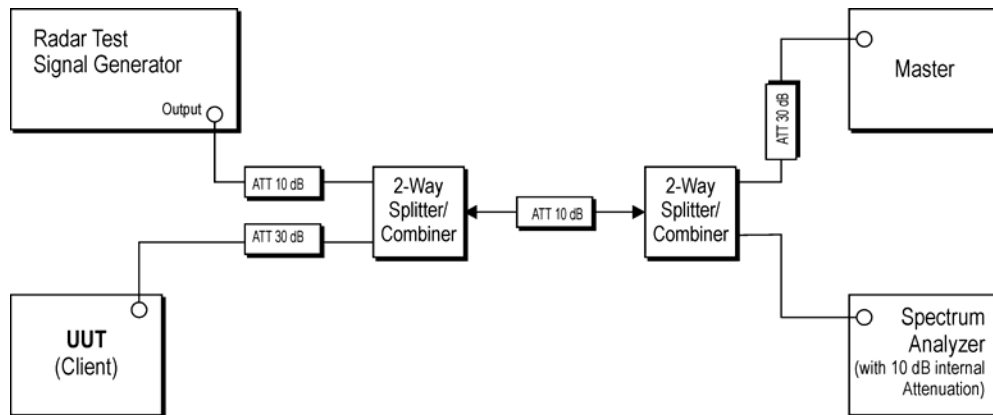 Radar Test
Signal Generator
Output
ATT 10 dB
ATT 30 dB
UUT
(Client)
2-Way
Splitter/
Combiner
ATT 10 dB
2-Way
Splitter/
Combiner
ATT 30 dB
Master
Spectrum
Analyzer
(with 10 dB internal
Attenuation)